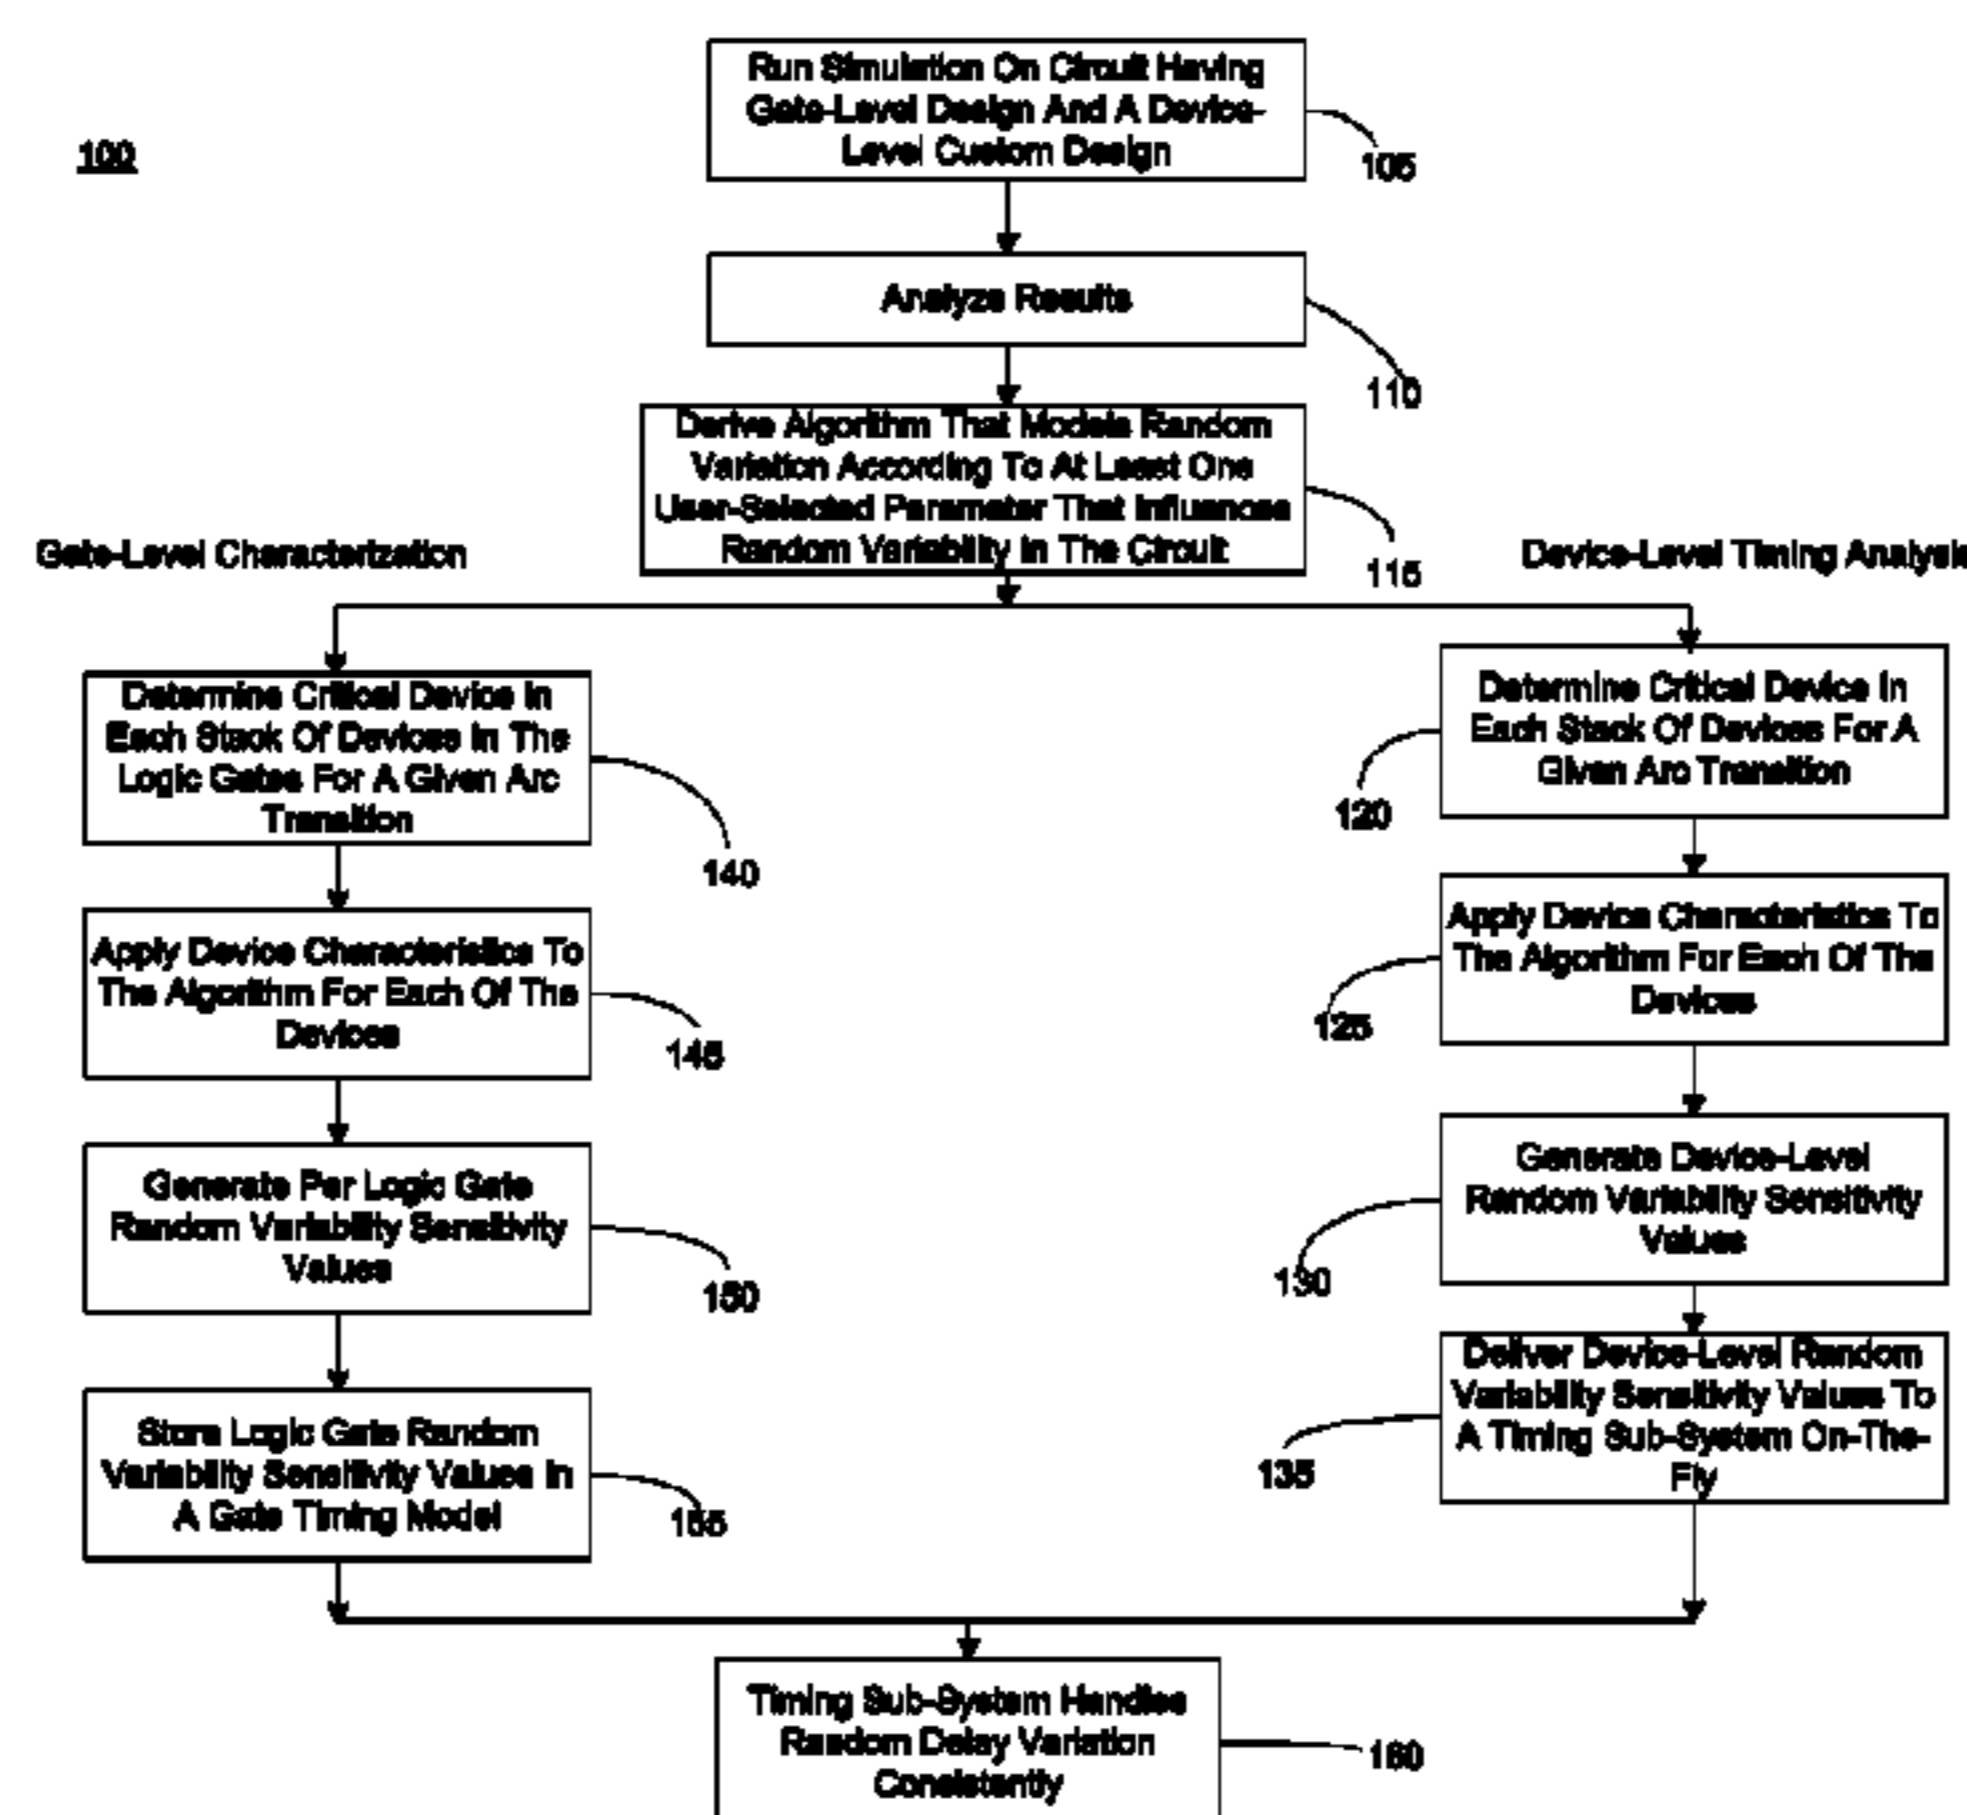 100
Run Simulation On Circuit Having
Gate-Level Design And A Device-
Level Custom Design
105
Analyze Results
110
Derive Algorithm That Models Random
Variation According To At Least One
User-Selected Parameter That Influences
Random Variability In The Circuit
115
Gate-Level Characterization
Device-Level Timing Analysis
Determine Critical Device In
Each Stack Of Devices In The
Logic Gates For A Given Arc
Transition
140
Apply Device Characteristics To
The Algorithm For Each Of The
Devices
145
Generate Per Logic Gate
Random Variability Sensitivity
Values
150
Store Logic Gate Random
Variability Sensitivity Values In
A Gate Timing Model
155
Determine Critical Device In
Each Stack Of Devices For A
Given Arc Transition
120
Apply Device Characteristics To
The Algorithm For Each Of The
Devices
125
Generate Device-Level
Random Variability Sensitivity
Values
130
Deliver Device-Level Random
Variability Sensitivity Values To
A Timing Sub-System On-The-
Fly
135
Timing Sub-System Handles
Random Delay Variation
Consistently
160